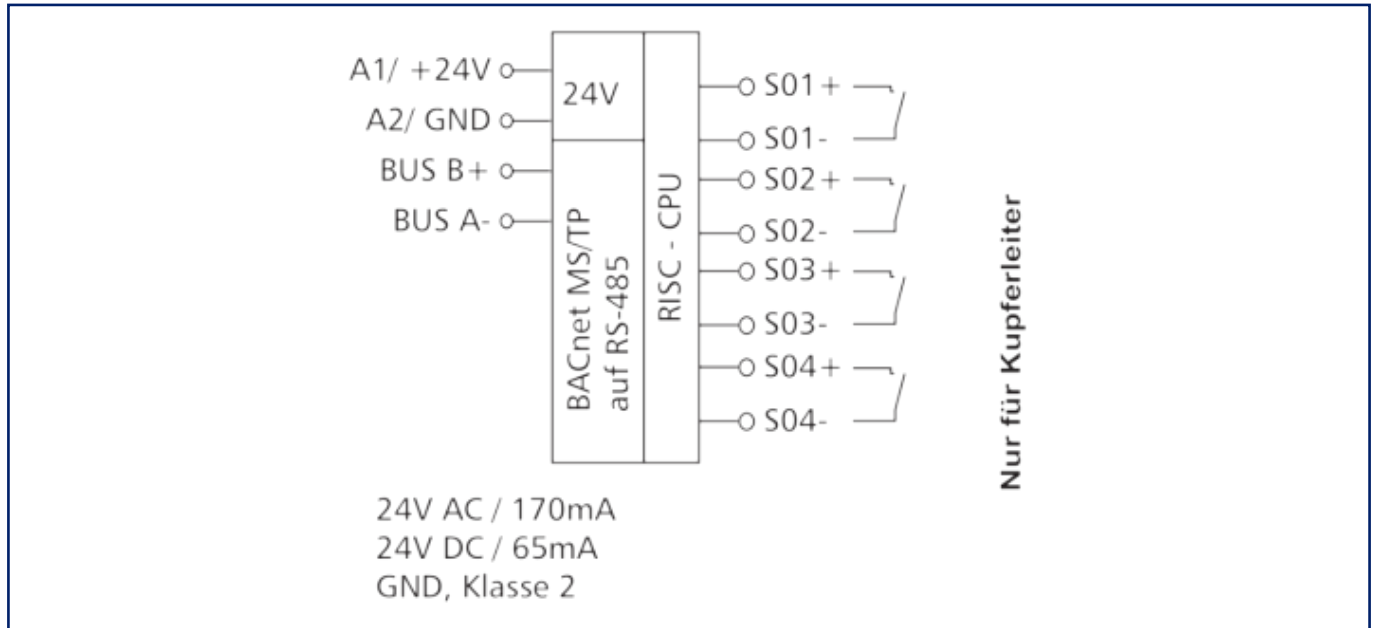 A1/ +24V
A2/ GND
BUS B+
BUS A-
24V
BACnet MS/TP
auf RS-485
RISC - CPU
S01+
S01-
S02+
S02-
S03+
S03-
S04+
S04-
Nur für Kupferleiter
24V AC / 170mA
24V DC / 65mA
GND, Klasse 2